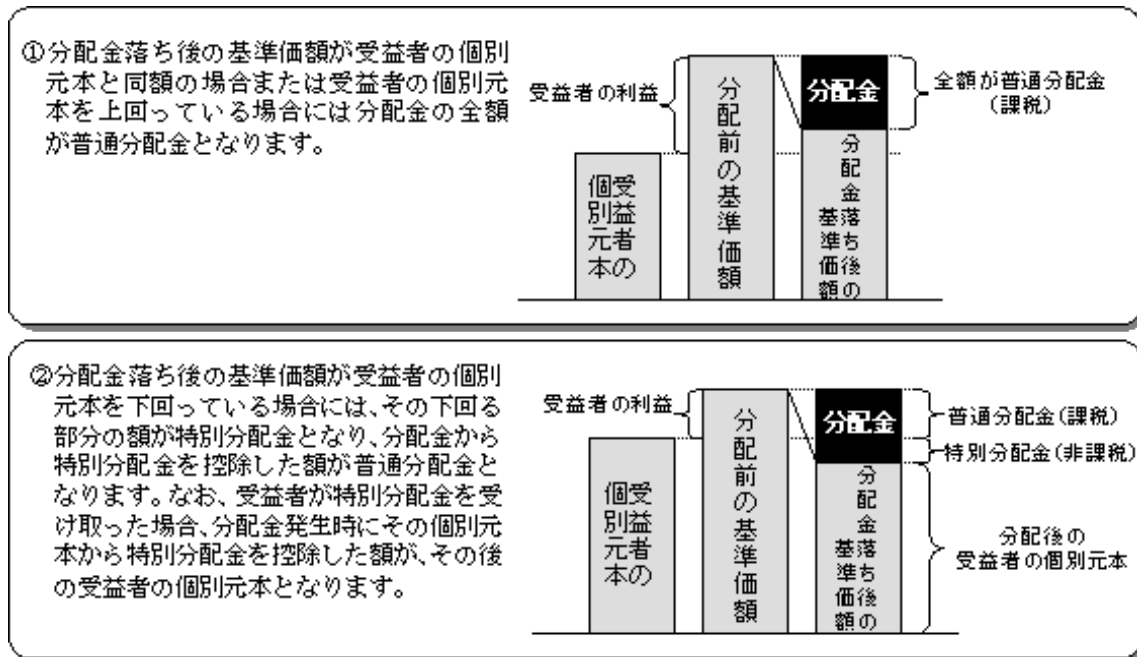 ①分配金落ち後の基準価額が受益者の個別
元本と同額の場合または受益者の個別元
本を上回っている場合には分配金の全額
が普通分配金となります。
受益者の利益
受益者の
個別元本
分配前の基準価額
分配金
分配金落ち後の
基準価額
全額が普通分配金
(課税)
②分配金落ち後の基準価額が受益者の個別
元本を下回っている場合には、その下回る
部分の額が特別分配金となり、分配金から
特別分配金を控除した額が普通分配金と
なります。なお、受益者が特別分配金を受
け取った場合、分配金発生時にその個別元
本から特別分配金を控除した額が、その後
の受益者の個別元本となります。
受益者の利益
受益者の
個別元本
分配前の基準価額
分配金
分配金落ち後の
基準価額
普通分配金(課税)
特別分配金(非課税)
分配後の
受益者の個別元本